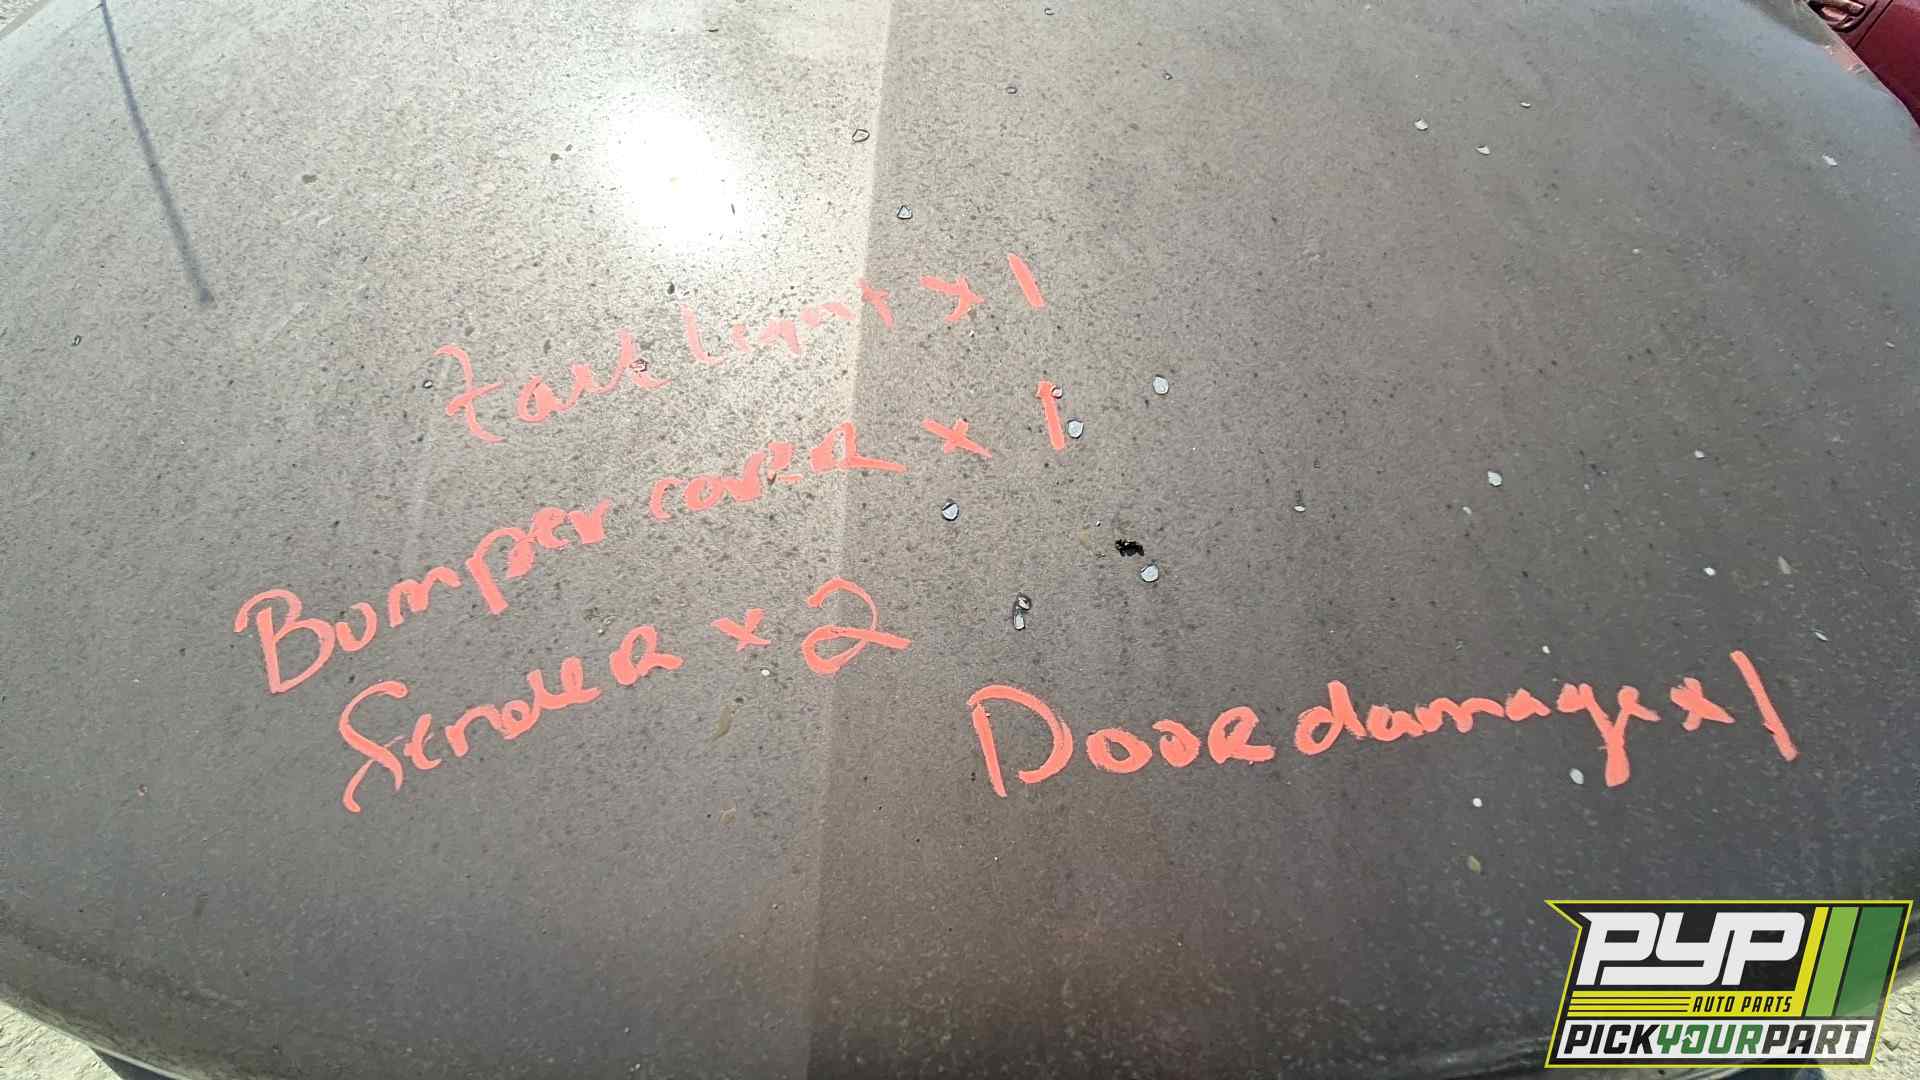 Tail Light x 1
Bumper coveR x 1
FendeR x 2
DooR damage x 1
PYP
AUTO PARTS
PICKYOURPART